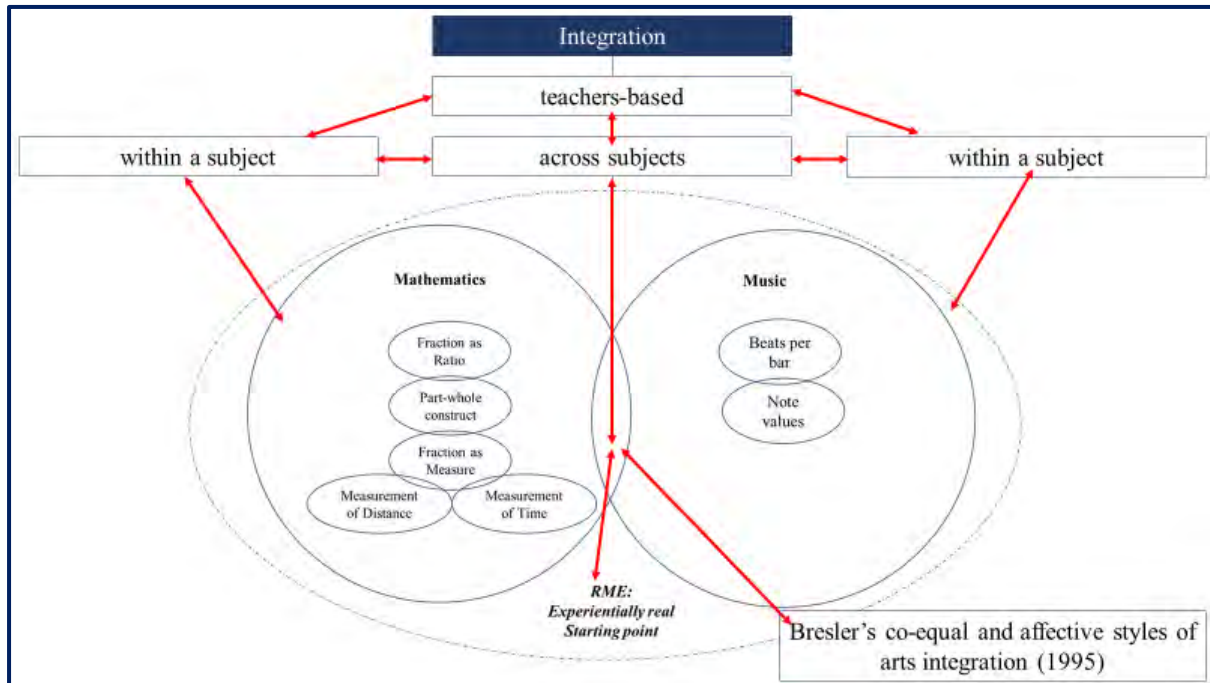 Integration
teachers-based
within a subject
across subjects
within a subject
Mathematics
Music
Fraction as
Ratio
Part-whole
construct
Fraction as
Measure
Measurement
of Distance
Measurement
of Time
Beats per
bar
Note
values
RME:
Experientially real
Starting point
Bresler's co-equal and affective styles of
arts integration (1995)